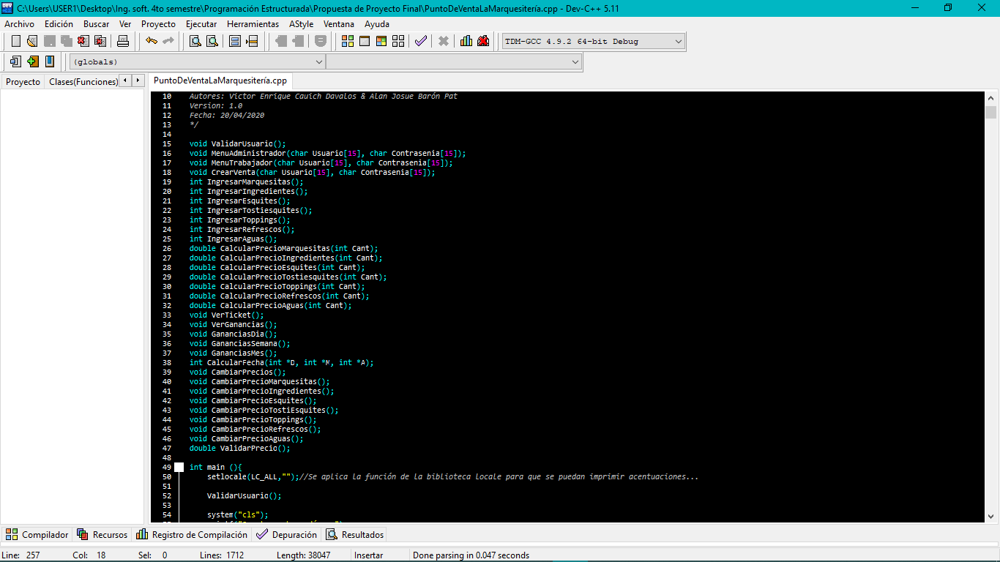 C:\Users\USER1\Desktop\Ing. soft. 4to semestre\Programación Estructurada\Propuesta de Proyecto Final\PuntoDeVentaLaMarquesitería.cpp - Dev-C++ 5.11
Archivo Edición Buscar Ver Proyecto Ejecutar Herramientas AStyle Ventana Ayuda
TDM-GCC 4.9.2 64-bit Debug
(globals)
Proyecto Clases(Funciones) PuntoDeVentaLaMarquesitería.cpp
10 Autores: Victor Enrique Cauich Davalos & Alan Josue Barón Pat
11 Version: 1.0
12 Fecha: 20/04/2020
13 */
14
15 void ValidarUsuario();
16 void MenuAdministrador(char Usuario[15], char Contrasenia[15]);
17 void MenuTrabajador(char Usuario[15], char Contrasenia[15]);
18 void CrearVenta(char Usuario[15], char Contrasenia[15]);
19 int IngresarMarquesitas();
20 int IngresarIngredientes();
21 int IngresarEsquites();
22 int IngresarTostiesquites();
23 int IngresarToppings();
24 int IngresarRefrescos();
25 int IngresarAguas();
26 double CalcularPrecioMarquesitas(int Cant);
27 double CalcularPrecioIngredientes(int Cant);
28 double CalcularPrecioEsquites(int Cant);
29 double CalcularPrecioTostiesquites(int Cant);
30 double CalcularPrecioToppings(int Cant);
31 double CalcularPrecioRefrescos(int Cant);
32 double CalcularPrecioAguas(int Cant);
33 void VerTicket();
34 void VerGanancias();
35 void GananciasDia();
36 void GananciasSemana();
37 void GananciasMes();
38 int CalcularFecha(int *D, int *M, int *A);
39 void CambiarPrecios();
40 void CambiarPrecioMarquesitas();
41 void CambiarPrecioIngredientes();
42 void CambiarPrecioEsquites();
43 void CambiarPrecioTostiEsquites();
44 void CambiarPrecioToppings();
45 void CambiarPrecioRefrescos();
46 void CambiarPrecioAguas();
47 double ValidarPrecio();
48
49 int main (){
50 setlocale(LC_ALL,"");//Se aplica la función de la biblioteca locale para que se puedan imprimir acentuaciones...
51
52 ValidarUsuario();
53
54 system("cls");
Compilador Recursos Registro de Compilación Depuración Resultados
Line: 257 Col: 18 Sel: 0 Lines: 1712 Length: 38047 Insertar Done parsing in 0.047 seconds